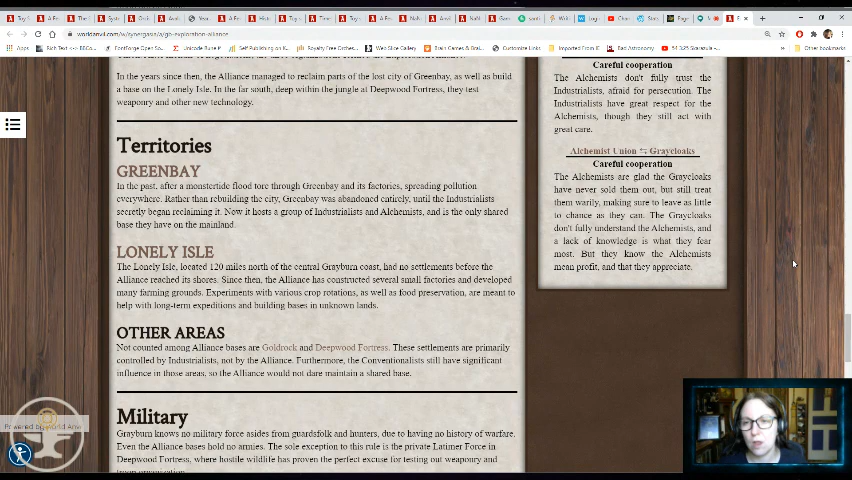 worldanvil.com/w/synergasia/a/gb-exploration-alliance
Other bookmarks
In the years since then, the Alliance managed to reclaim parts of the lost city of Greenbay, as well as build
a base on the Lonely Isle. In the far south, deep within the jungle at Deepwood Fortress, they test
weaponry and other new technology.
Territories
GREENBAY
In the past, after a monstertide flood tore through Greenbay and its factories, spreading pollution
everywhere. Rather than rebuilding the city, Greenbay was abandoned entirely, until the Industrialists
secretly began reclaiming it. Now it hosts a group of Industrialists and Alchemists, and is the only shared
base they have on the mainland.
LONELY ISLE
The Lonely Isle, located 120 miles north of the central Grayburn coast, had no settlements before the
Alliance reached its shores. Since then, the Alliance has constructed several small factories and developed
many farming grounds. Experiments with various crop rotations, as well as food preservation, are meant to
help with long-term expeditions and building bases in unknown lands.
OTHER AREAS
Not counted among Alliance bases are Goldrock and Deepwood Fortress. These settlements are primarily
controlled by Industrialists, not by the Alliance. Furthermore, the Conventionalists still have significant
influence in those areas, so the Alliance would not dare maintain a shared base.
Military
Grayburn knows no military force asides from guardsfolk and hunters, due to having no history of warfare.
Even the Alliance bases hold no armies. The sole exception to this rule is the private Latimer Force in
Deepwood Fortress, where hostile wildlife has proven the perfect excuse for testing out weaponry and
Careful cooperation
The Alchemists don't fully trust the
Industrialists, afraid for persecution. The
Industrialists have great respect for the
Alchemists, though they still act with
great care.
Alchemist Union ⇆ Graycloaks
Careful cooperation
The Alchemists are glad the Graycloaks
have never sold them out, but still treat
them warily, making sure to leave as little
to chance as they can. The Graycloaks
don't fully understand the Alchemists, and
a lack of knowledge is what they fear
most. But they know the Alchemists
mean profit, and that they appreciate.
Powered by World Anvil